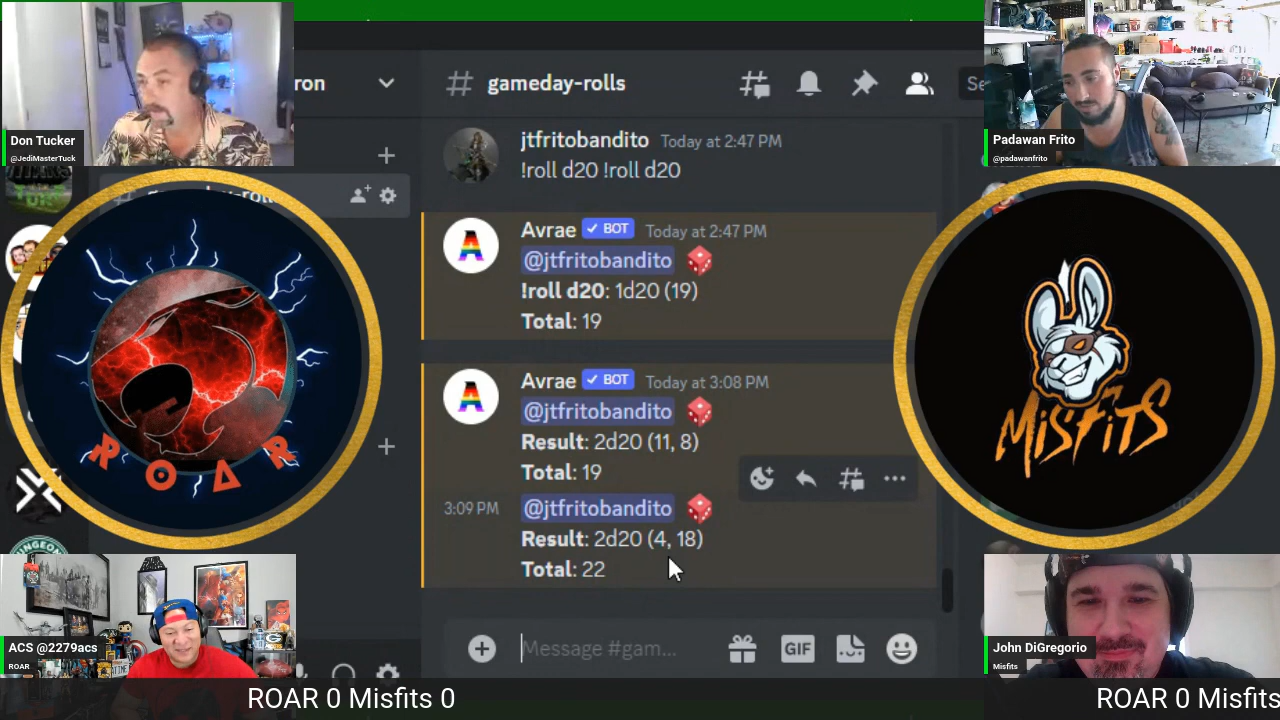 Don Tucker
@JediMasterTuck
ron
# gameday-rolls
Se
Padawan Frito
@padawanfrito
jtfritobandito Today at 2:47 PM
!roll d20 !roll d20
Avrae BOT Today at 2:47 PM
@jtfritobandito
!roll d20: 1d20 (19)
Total: 19
Avrae BOT Today at 3:08 PM
@jtfritobandito
Result: 2d20 (11, 8)
Total: 19
3:09 PM @jtfritobandito
Result: 2d20 (4, 18)
Total: 22
ROAR
MISFITS
ACS @2279acs
ROAR
Message #gam...
GIF
John DiGregorio
Misfits
ROAR 0 Misfits 0
ROAR 0 Misfits